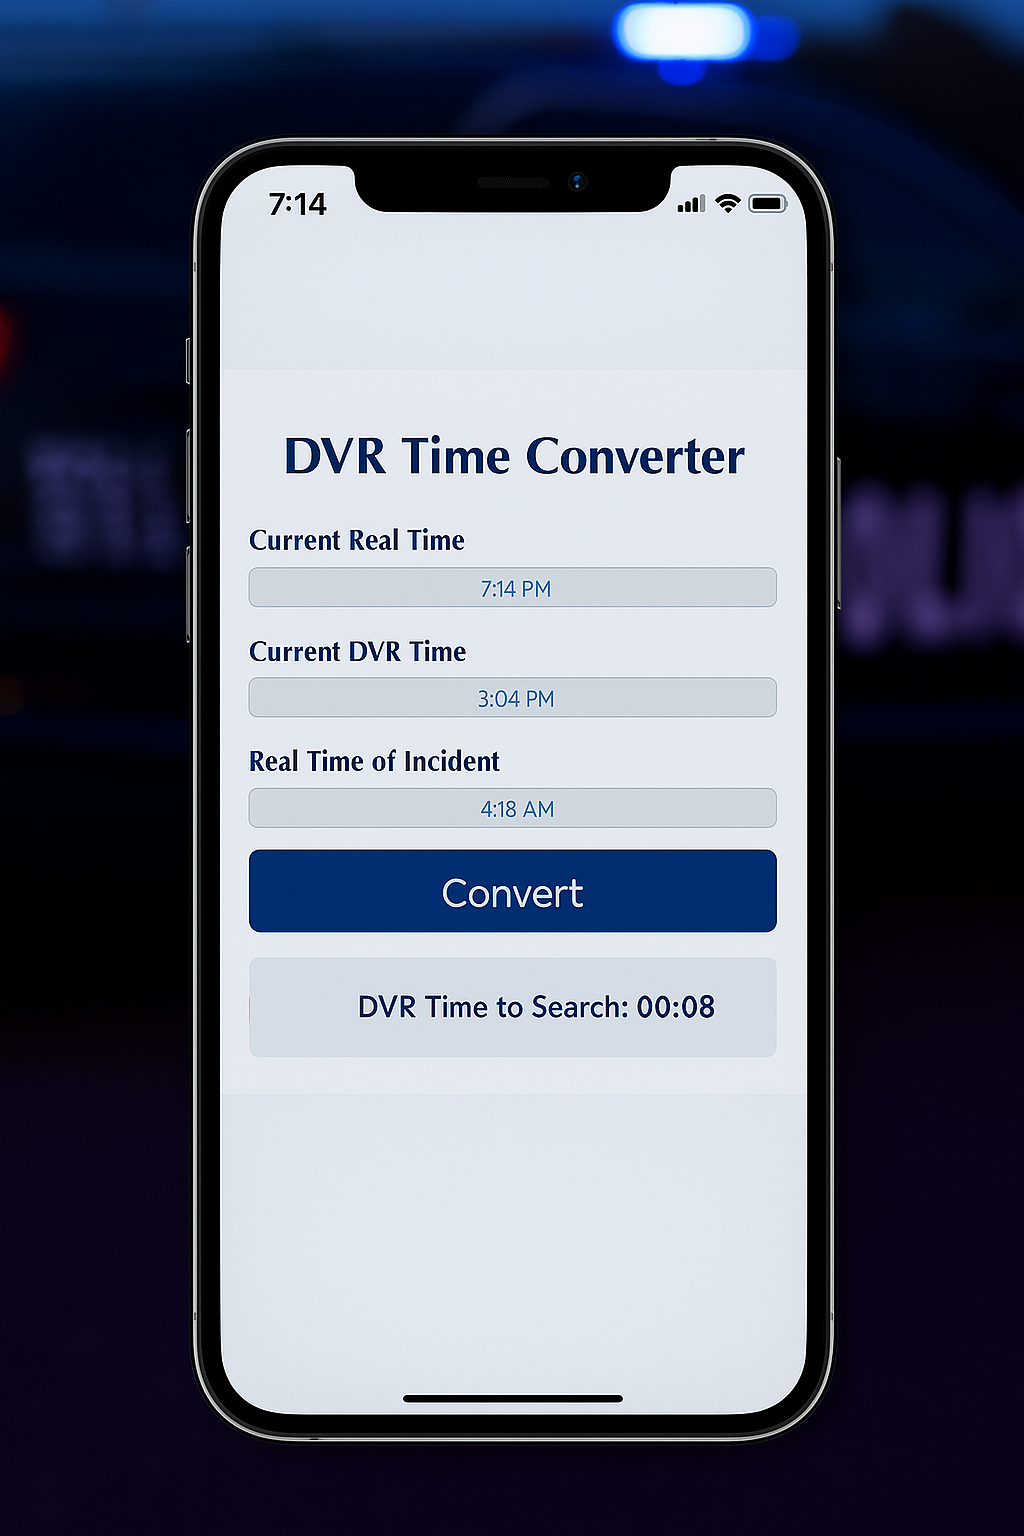 7:14
DVR Time Converter
Current Real Time
7:14 PM
Current DVR Time
3:04 PM
Real Time of Incident
4:18 AM
Convert
DVR Time to Search: 00:08